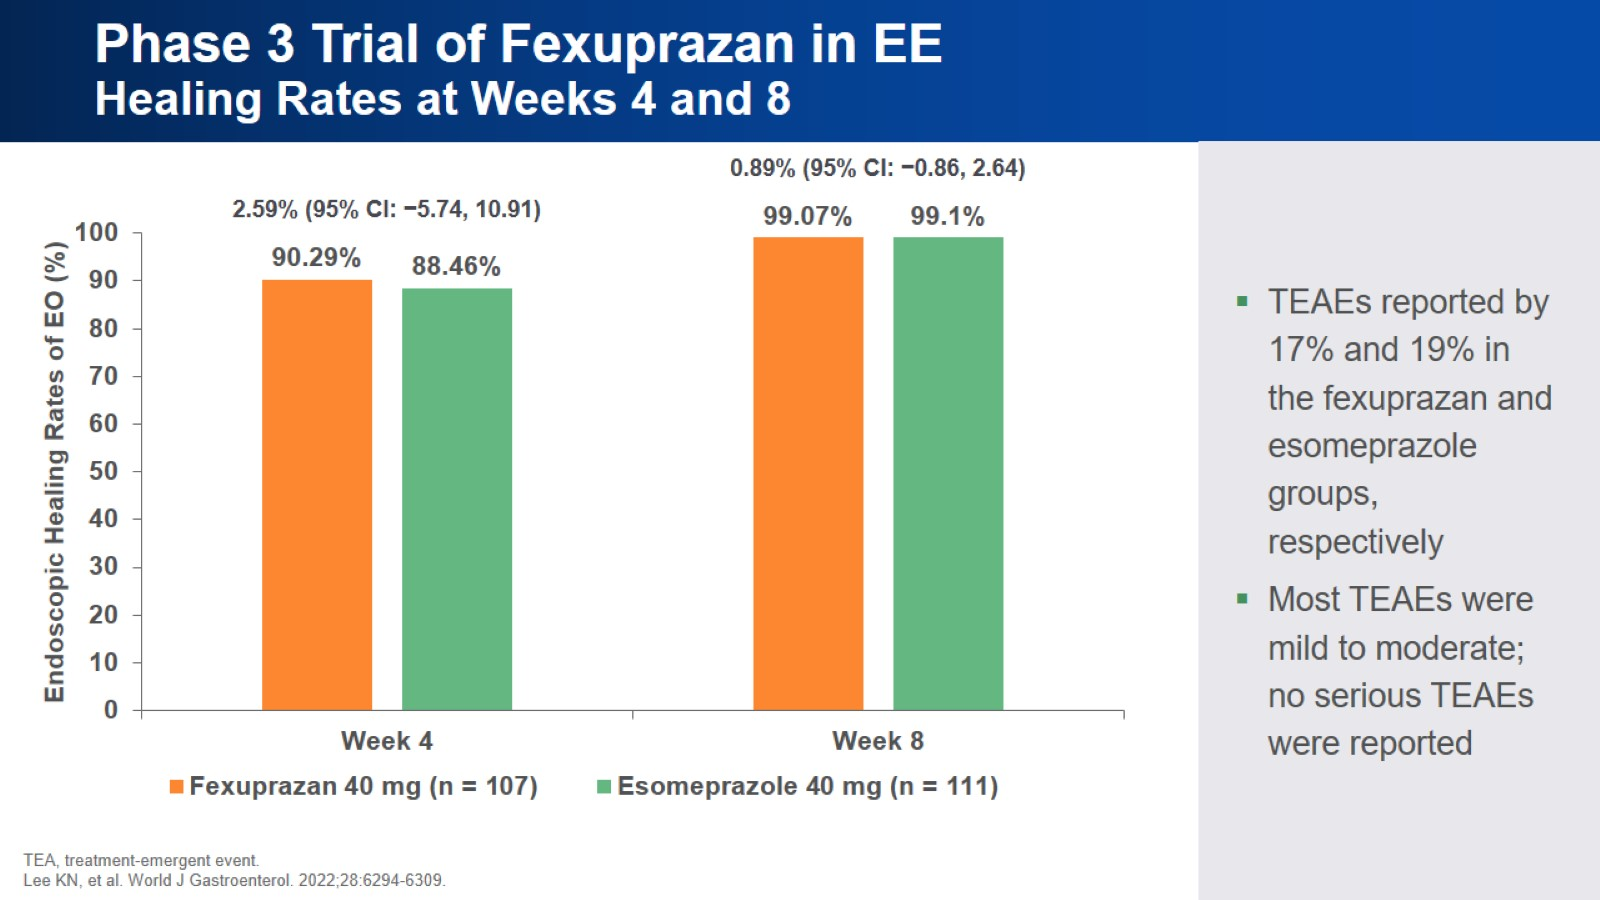 Phase 3 Trial of Fexuprazan in EE
Healing Rates at Weeks 4 and 8
0.89% (95% CI: −0.86, 2.64)
2.59% (95% CI: −5.74, 10.91)
99.07%
99.1%
90.29%
88.46%
Endoscopic Healing Rates of EO (%)
100
90
80
70
60
50
40
30
20
10
0
Week 4
Week 8
Fexuprazan 40 mg (n = 107)
Esomeprazole 40 mg (n = 111)
▪ TEAEs reported by
17% and 19% in
the fexuprazan and
esomeprazole
groups,
respectively
▪ Most TEAEs were
mild to moderate;
no serious TEAEs
were reported
TEA, treatment-emergent event.
Lee KN, et al. World J Gastroenterol. 2022;28:6294-6309.